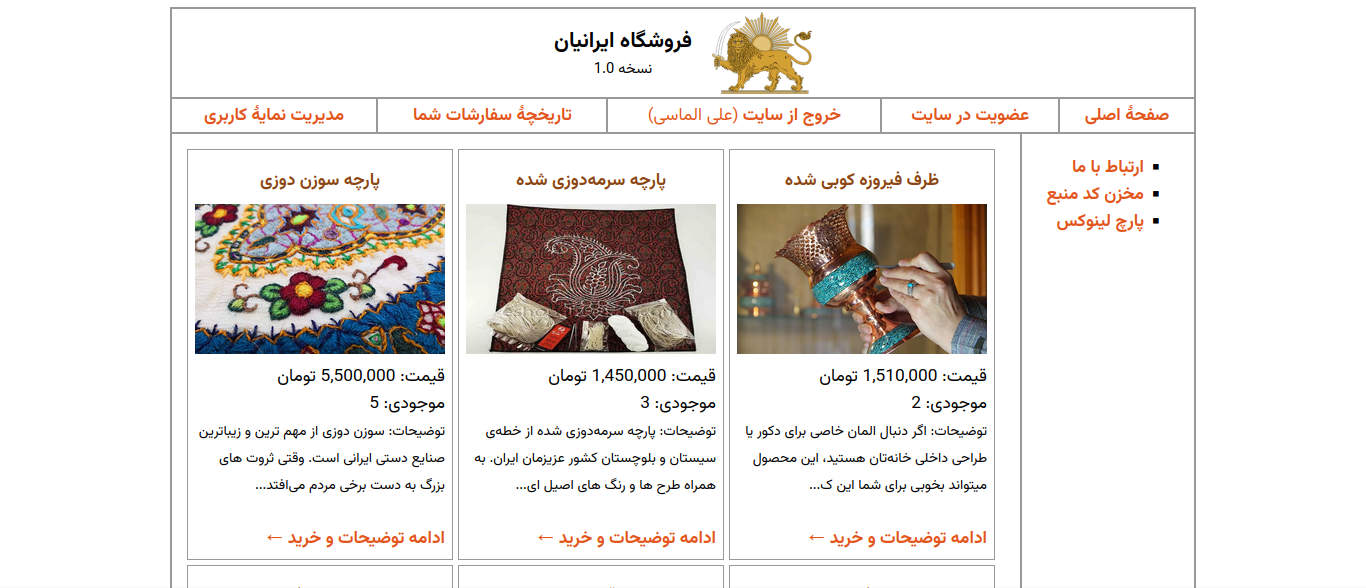 فروشگاه ایرانیان
نسخه 1.0
صفحهٔ اصلی
عضویت در سایت
خروج از سایت (علی الماسی)
تاریخچهٔ سفارشات شما
مدیریت نمایهٔ کاربری
ارتباط با ما
مخزن کد منبع
پارچ لینوکس
ظرف فیروزه کوبی شده
قیمت: 1,510,000 تومان
موجودی: 2
توضیحات: اگر دنبال المان خاصی برای دکور یا
طراحی داخلی خانه‌تان هستید، این محصول
میتواند بخوبی برای شما این ک...
ادامه توضیحات و خرید ←
پارچه سرمه‌دوزی شده
قیمت: 1,450,000 تومان
موجودی: 3
توضیحات: پارچه سرمه‌دوزی شده از خطه‌ی
سیستان و بلوچستان کشور عزیزمان ایران. به
همراه طرح ها و رنگ های اصیل ای...
ادامه توضیحات و خرید ←
پارچه سوزن دوزی
قیمت: 5,500,000 تومان
موجودی: 5
توضیحات: سوزن دوزی از مهم ترین و زیباترین
صنایع دستی ایرانی است. وقتی ثروت های
بزرگ به دست برخی مردم می‌افتد...
ادامه توضیحات و خرید ←